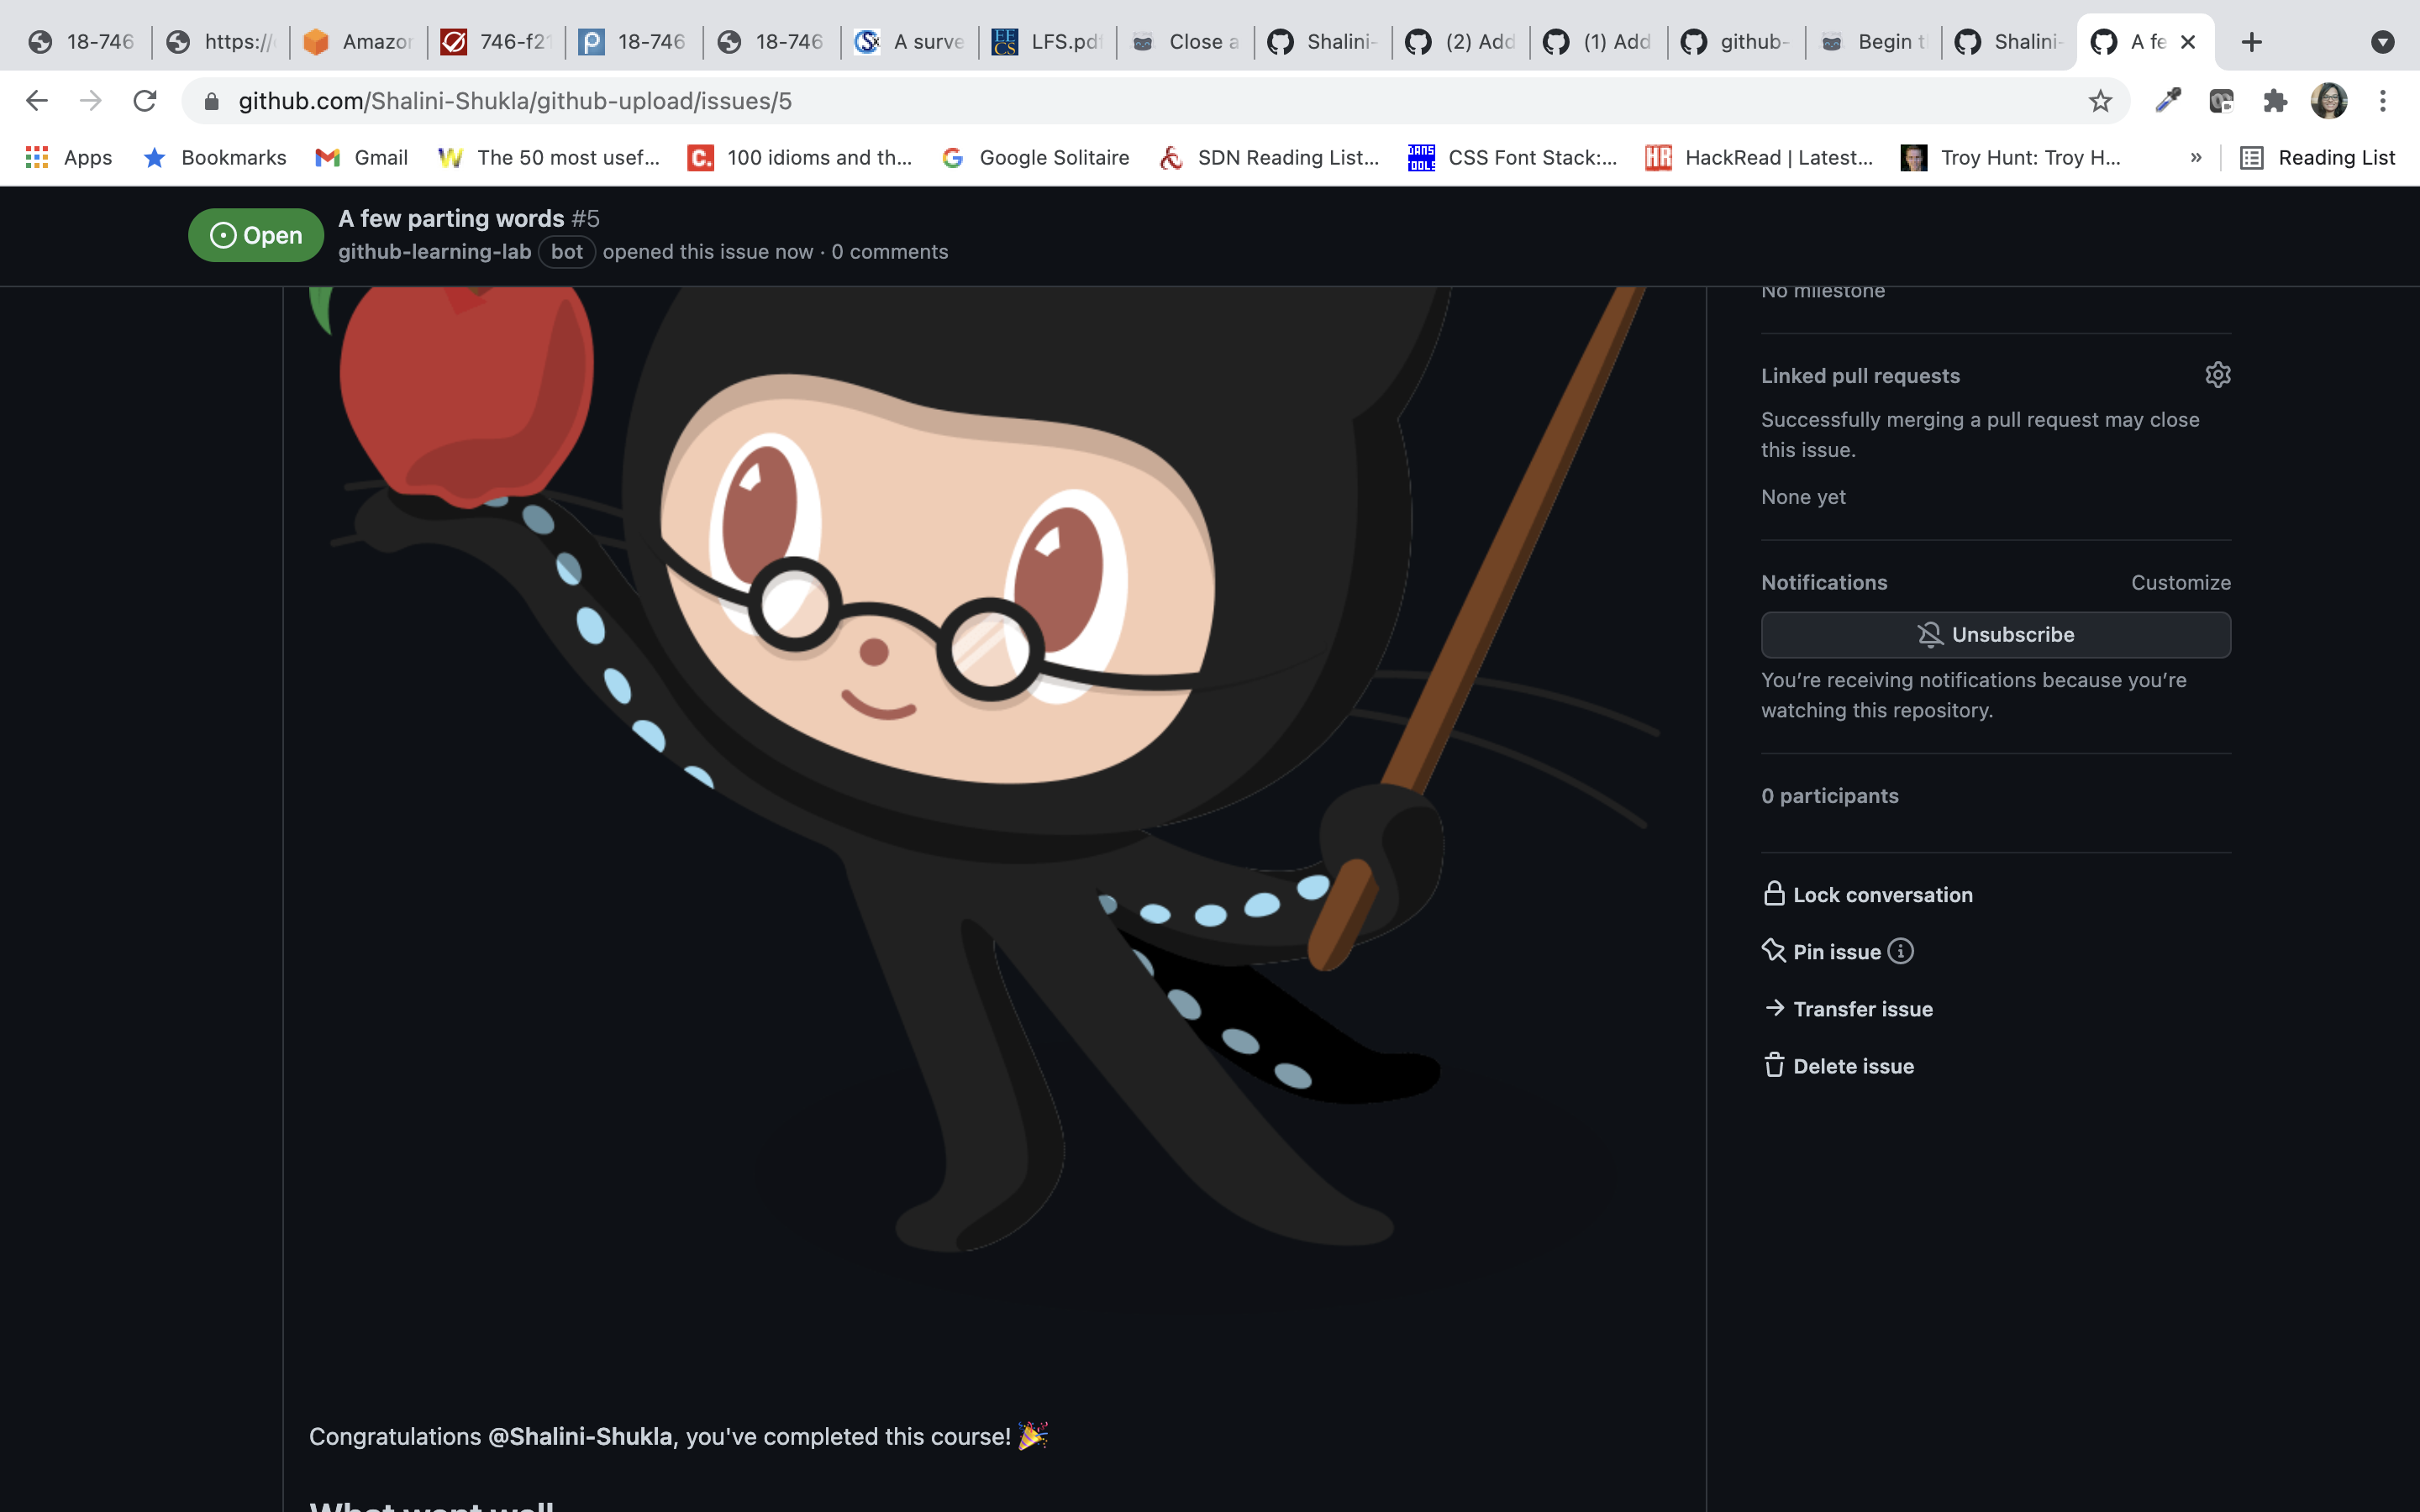 18-746
https://
Amazon
746-f21
18-746
18-746
A surve
LFS.pdf
Close a
Shalini-
(2) Add
(1) Add
github-
Begin t
Shalini-
A fe
github.com/Shalini-Shukla/github-upload/issues/5
Apps
Bookmarks
Gmail
The 50 most usef...
100 idioms and th...
Google Solitaire
SDN Reading List...
CSS Font Stack:...
HackRead | Latest...
Troy Hunt: Troy H...
»
Reading List
Open
A few parting words #5
github-learning-lab bot opened this issue now · 0 comments
No milestone
Linked pull requests
Successfully merging a pull request may close
this issue.
None yet
Notifications Customize
Unsubscribe
You’re receiving notifications because you’re
watching this repository.
0 participants
Lock conversation
Pin issue
Transfer issue
Delete issue
Congratulations @Shalini-Shukla, you've completed this course! 🎉
What went well